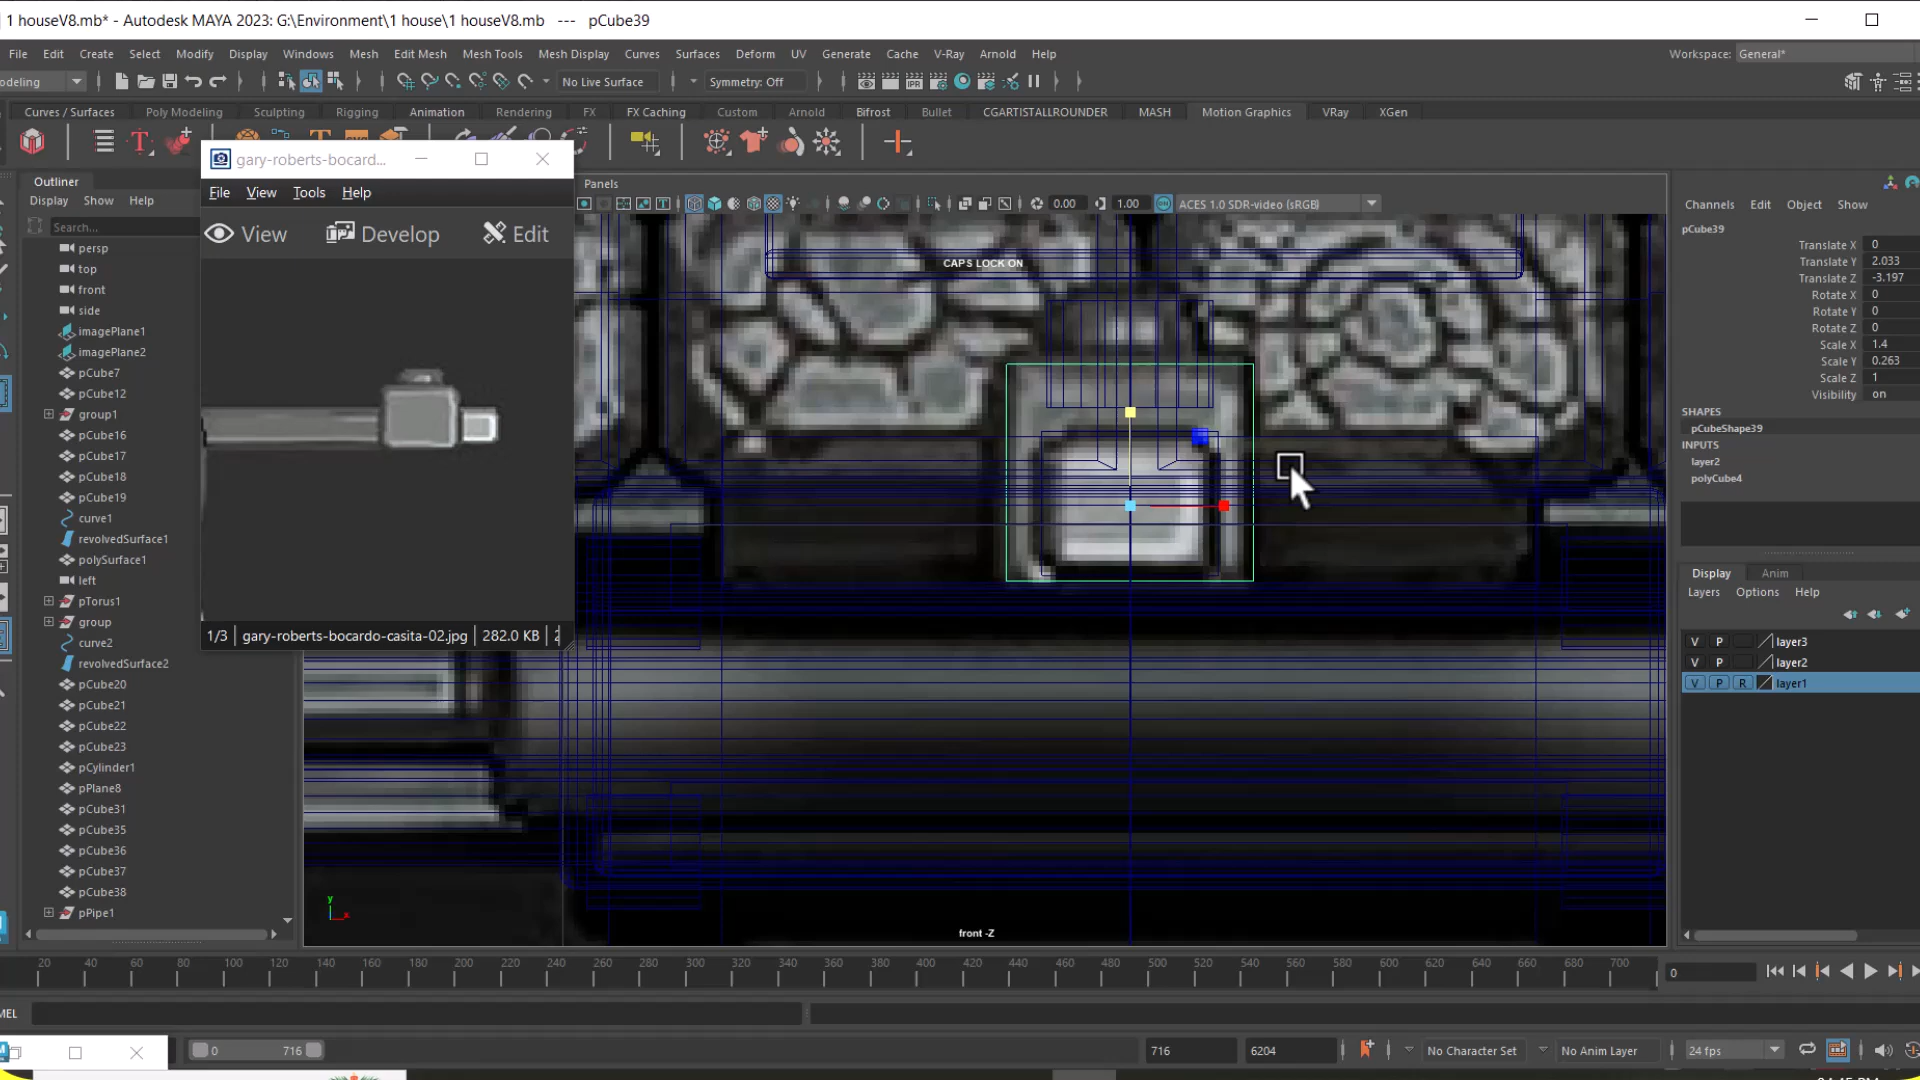 1 houseV8.mb* - Autodesk MAYA 2023: G:\Environment\1 house\1 houseV8.mb --- pCube39
File Edit Create Select Modify Display Windows Mesh Edit Mesh Mesh Tools Mesh Display Curves Surfaces Deform UV Generate Cache V-Ray Arnold Help
Workspace: General*
odeling
No Live Surface
Symmetry: Off
Curves / Surfaces Poly Modeling Sculpting Rigging Animation Rendering FX FX Caching Custom Arnold Bifrost Bullet CGARTISTALLROUNDER MASH Motion Graphics VRay XGen
gary-roberts-bocard...
File View Tools Help
View Develop Edit
1/3 gary-roberts-bocardo-casita-02.jpg 282.0 KB
Outliner
Display Show Help
Search...
persp
top
front
side
imagePlane1
imagePlane2
pCube7
pCube12
group1
pCube16
pCube17
pCube18
pCube19
curve1
revolvedSurface1
polySurface1
left
pTorus1
group
curve2
revolvedSurface2
pCube20
pCube21
pCube22
pCube23
pCylinder1
pPlane8
pCube31
pCube35
pCube36
pCube37
pCube38
pPipe1
Panels
0.00 1.00 ACES 1.0 SDR-video (sRGB)
CAPS LOCK ON
y
front -Z
Channels Edit Object Show
pCube39
Translate X 0
Translate Y 2.033
Translate Z -3.197
Rotate X 0
Rotate Y 0
Rotate Z 0
Scale X 1.4
Scale Y 0.263
Scale Z 1
Visibility on
SHAPES
pCubeShape39
INPUTS
layer2
polyCube4
Display Anim
Layers Options Help
V P layer3
V P layer2
V P R layer1
20 40 60 80 100 120 140 160 180 200 220 240 260 280 300 320 340 360 380 400 420 440 460 480 500 520 540 560 580 600 620 640 660 680 700
0
MEL
0 716
716
6204
No Character Set
No Anim Layer
24 fps